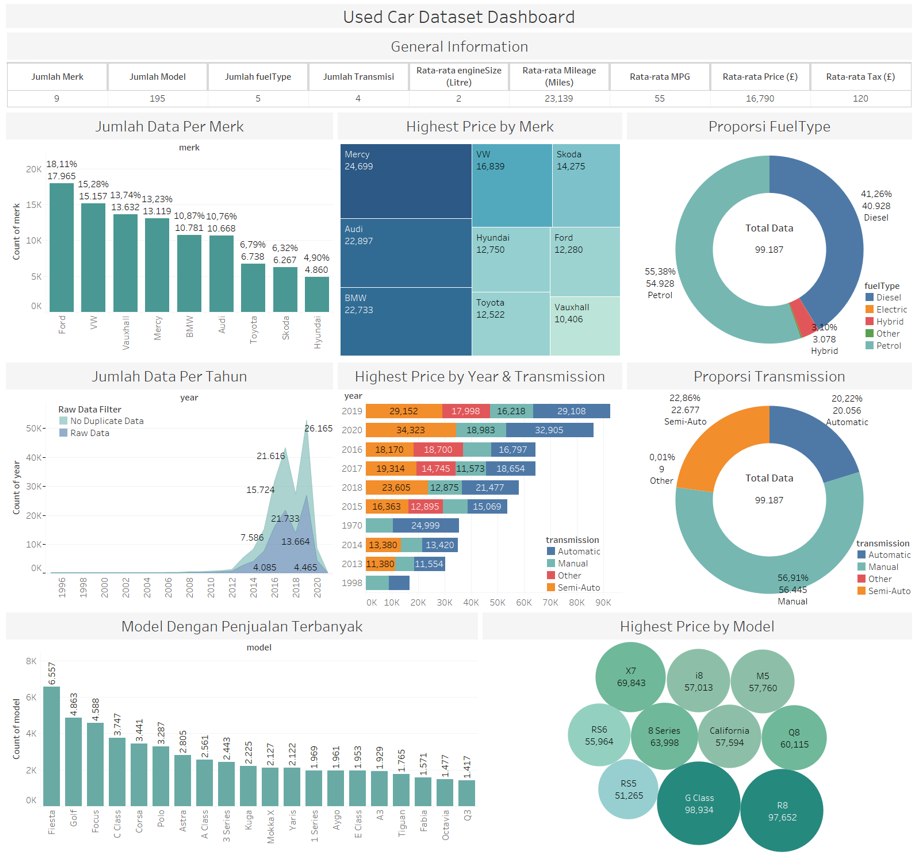 Used Car Dataset Dashboard
General Information
Jumlah Merk
Jumlah Model
Jumlah fuelType
Jumlah Transmisi
Rata-rata engineSize
(Litre)
Rata-rata Mileage
(Miles)
Rata-rata MPG
Rata-rata Price (£)
Rata-rata Tax (£)
9
195
5
4
2
23,139
55
16,790
120
Jumlah Data Per Merk
merk
Count of merk
20K
15K
10K
5K
0K
18,11%
17.965
15,28%
15.157
13,74%
13.632
13,23%
13.119
10,87%
10.781
10,76%
10.668
6,79%
6.738
6,32%
6.267
4,90%
4.860
Ford
VW
Vauxhall
Mercy
BMW
Audi
Toyota
Skoda
Hyundai
Highest Price by Merk
Mercy
24,699
Audi
22,897
BMW
22,733
VW
16,839
Skoda
14,275
Hyundai
12,750
Ford
12,280
Toyota
12,522
Vauxhall
10,406
Proporsi FuelType
Total Data
99.187
41,26%
40.928
Diesel
55,38%
54.928
Petrol
3,10%
3.078
Hybrid
fuelType
Diesel
Electric
Hybrid
Other
Petrol
Jumlah Data Per Tahun
year
Raw Data Filter
No Duplicate Data
Raw Data
Count of year
50K
40K
30K
20K
10K
0K
26.165
21.616
15.724
21.733
7.586
13.664
4.085
4.465
1996
1998
2000
2002
2004
2006
2008
2010
2012
2014
2016
2018
2020
Highest Price by Year & Transmission
year
2019
29,152
17,998
16,218
29,108
2020
34,323
18,983
32,905
2016
18,170
18,700
16,797
2017
19,314
14,745
11,573
18,654
2018
23,605
12,875
21,477
2015
16,363
12,895
15,069
1970
24,999
2014
13,380
13,420
2013
11,380
11,554
1998
0K
10K
20K
30K
40K
50K
60K
70K
80K
90K
transmission
Automatic
Manual
Other
Semi-Auto
Proporsi Transmission
Total Data
99.187
22,86%
22.677
Semi-Auto
20,22%
20.056
Automatic
0,01%
9
Other
56,91%
56.445
Manual
transmission
Automatic
Manual
Other
Semi-Auto
Model Dengan Penjualan Terbanyak
model
Count of model
8K
6K
4K
2K
0K
6.557
4.863
4.588
3.747
3.441
3.287
2.805
2.561
2.443
2.225
2.127
2.122
1.969
1.961
1.953
1.929
1.765
1.571
1.477
1.417
Fiesta
Golf
Focus
C Class
Corsa
Polo
Astra
A Class
3 Series
Kuga
Mokka X
Yaris
1 Series
Aygo
E Class
A3
Tiguan
Fabia
Octavia
Q3
Highest Price by Model
X7
69,843
i8
57,013
M5
57,760
RS6
55,964
8 Series
63,998
California
57,594
Q8
60,115
RS5
51,265
G Class
98,934
R8
97,652